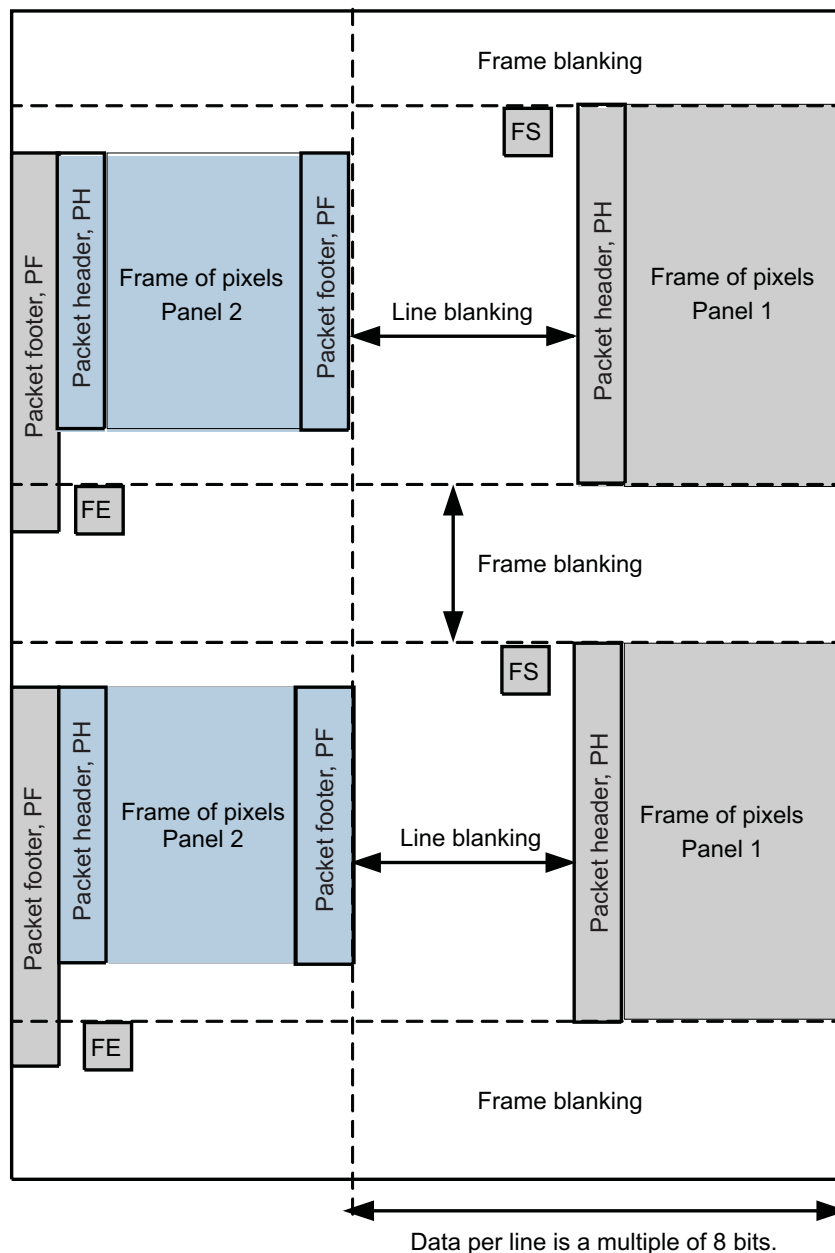 Frame blanking
FS
Packet footer, PF
Packet header, PH
Frame of pixels
Panel 2
Packet footer, PF
Line blanking
Packet header, PH
Frame of pixels
Panel 1
FE
Frame blanking
FS
Packet footer, PF
Packet header, PH
Frame of pixels
Panel 2
Packet footer, PF
Line blanking
Packet header, PH
Frame of pixels
Panel 1
FE
Frame blanking
Data per line is a multiple of 8 bits.